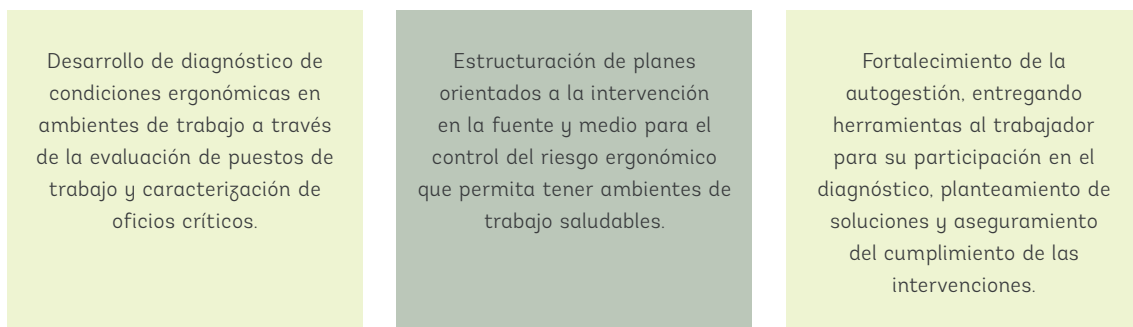 Desarrollo de diagnóstico de
condiciones ergonómicas en
ambientes de trabajo a través
de la evaluación de puestos de
trabajo y caracterización de
oficios críticos.
Estructuración de planes
orientados a la intervención
en la fuente y medio para el
control del riesgo ergonómico
que permita tener ambientes de
trabajo saludables.
Fortalecimiento de la
autogestión, entregando
herramientas al trabajador
para su participación en el
diagnóstico, planteamiento de
soluciones y aseguramiento
del cumplimiento de las
intervenciones.